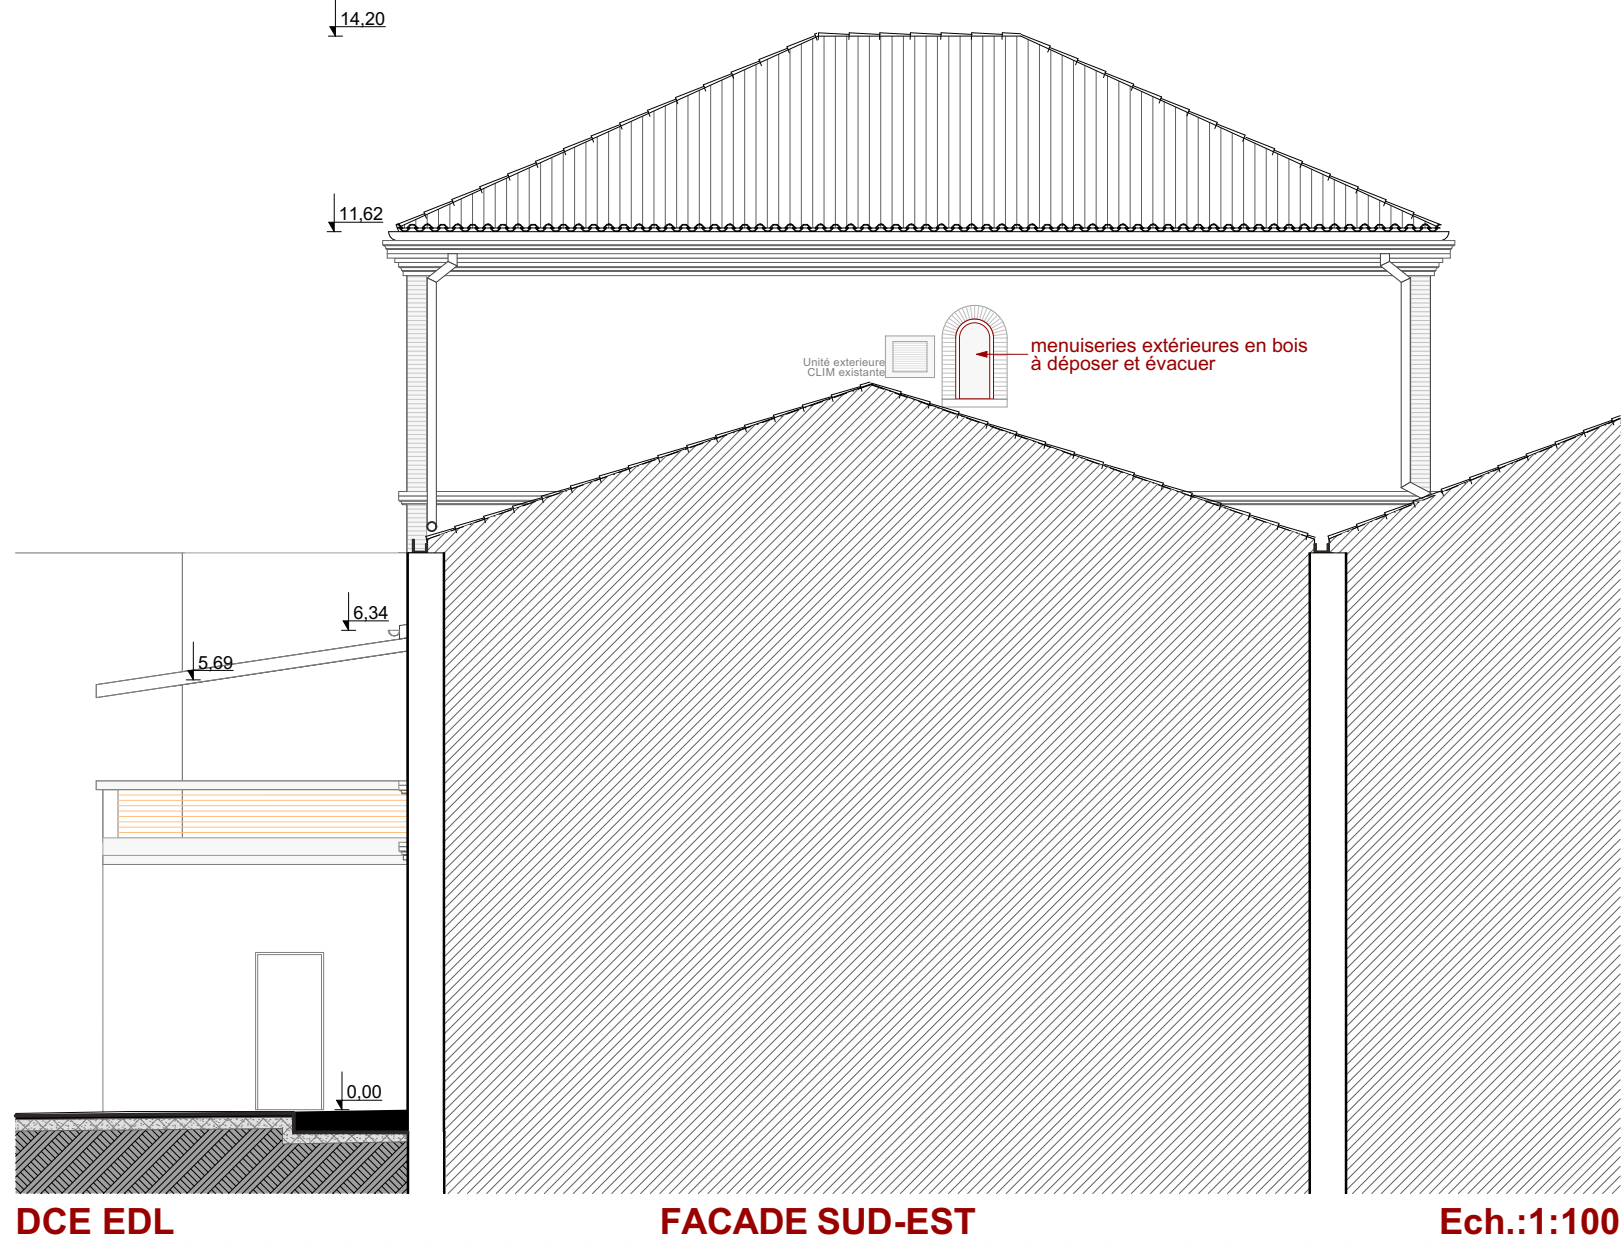 14,20
11,62
menuiseries extérieures en bois
à déposer et évacuer
Unité exterieure
CLIM existante
6,34
5,69
0,00
DCE EDL
FACADE SUD-EST
Ech.:1:100